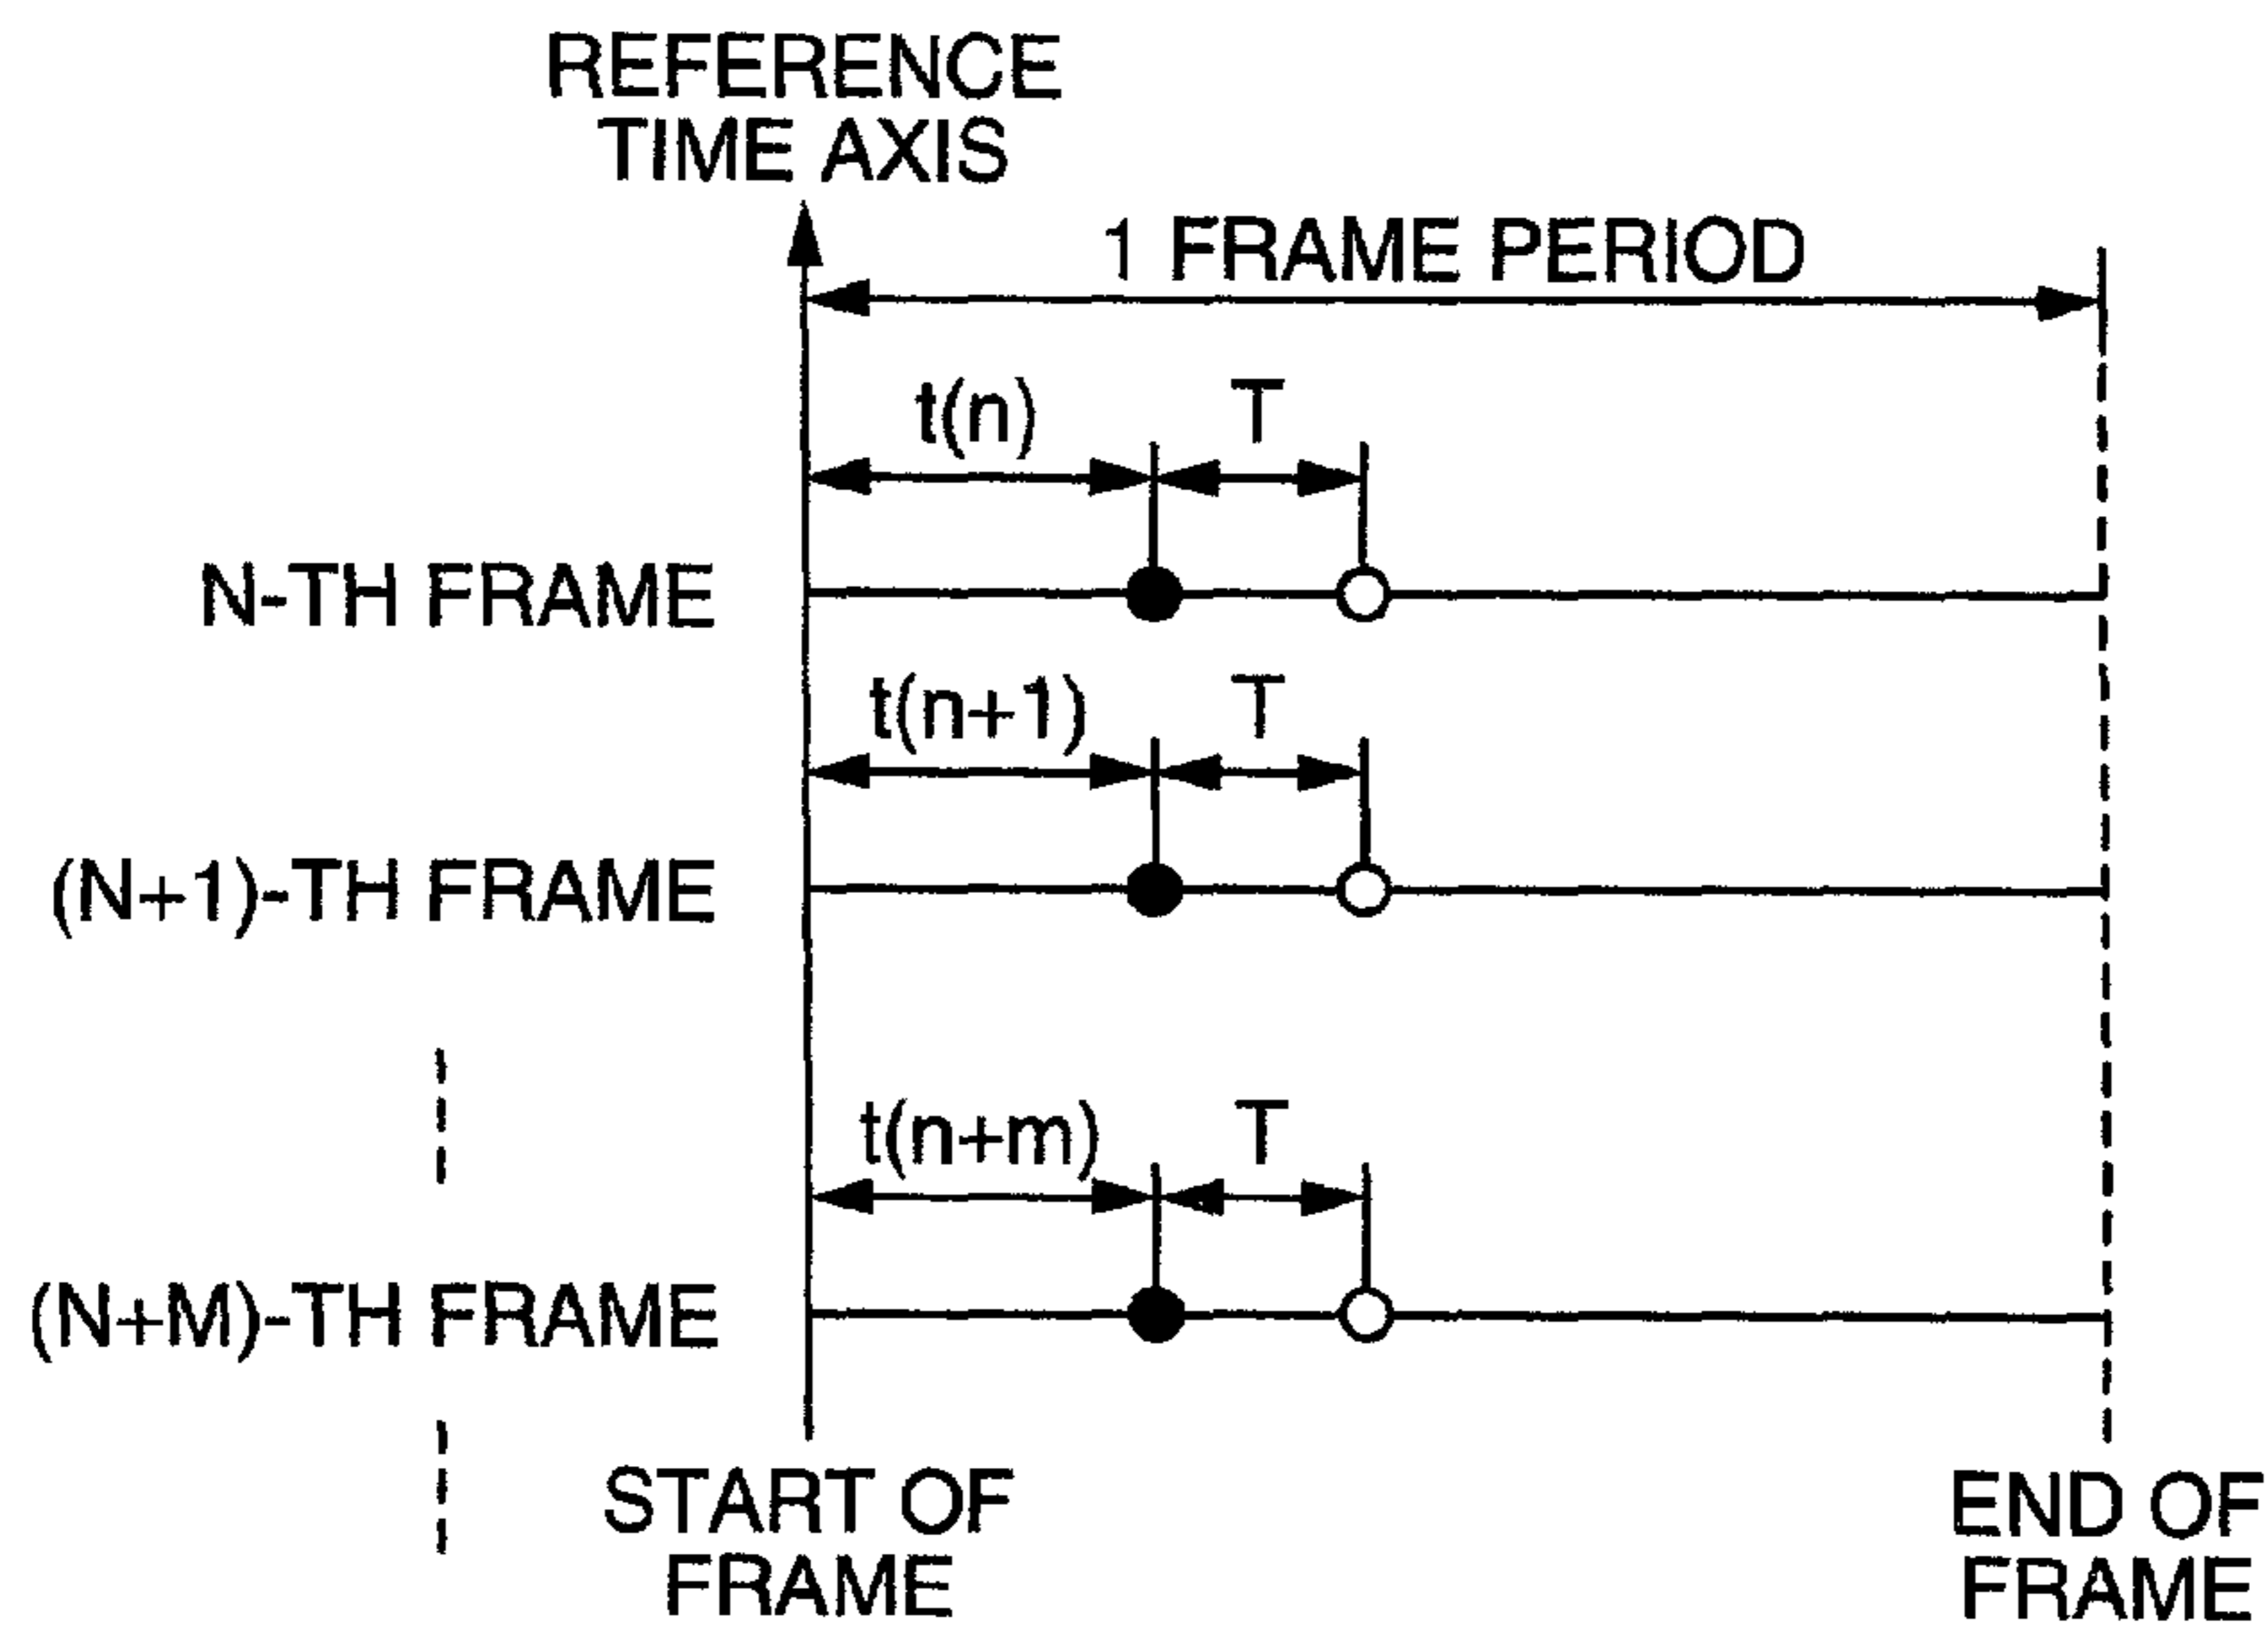 REFERENCE
TIME AXIS
1 FRAME PERIOD
t(n) T
N-TH FRAME
t(n+1) T
(N+1)-TH FRAME
t(n+m) T
(N+M)-TH FRAME
START OF
FRAME
END OF
FRAME